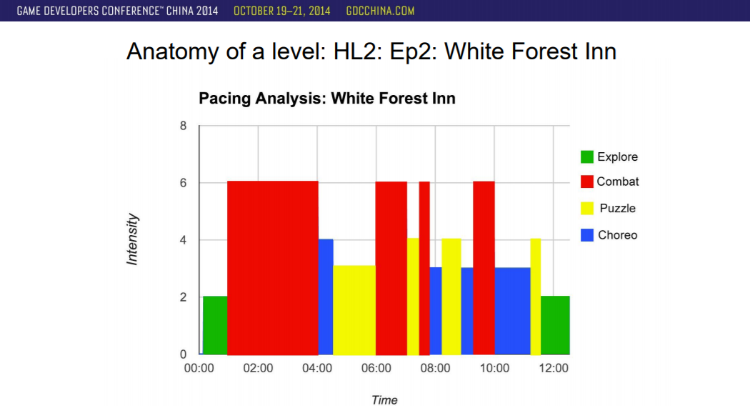 GAME DEVELOPERS CONFERENCE™ CHINA 2014 OCTOBER 19–21, 2014 GDCCHINA.COM
Anatomy of a level: HL2: Ep2: White Forest Inn
Pacing Analysis: White Forest Inn
8
6
4
2
0
Intensity
00:00 02:00 04:00 06:00 08:00 10:00 12:00
Time
Explore
Combat
Puzzle
Choreo